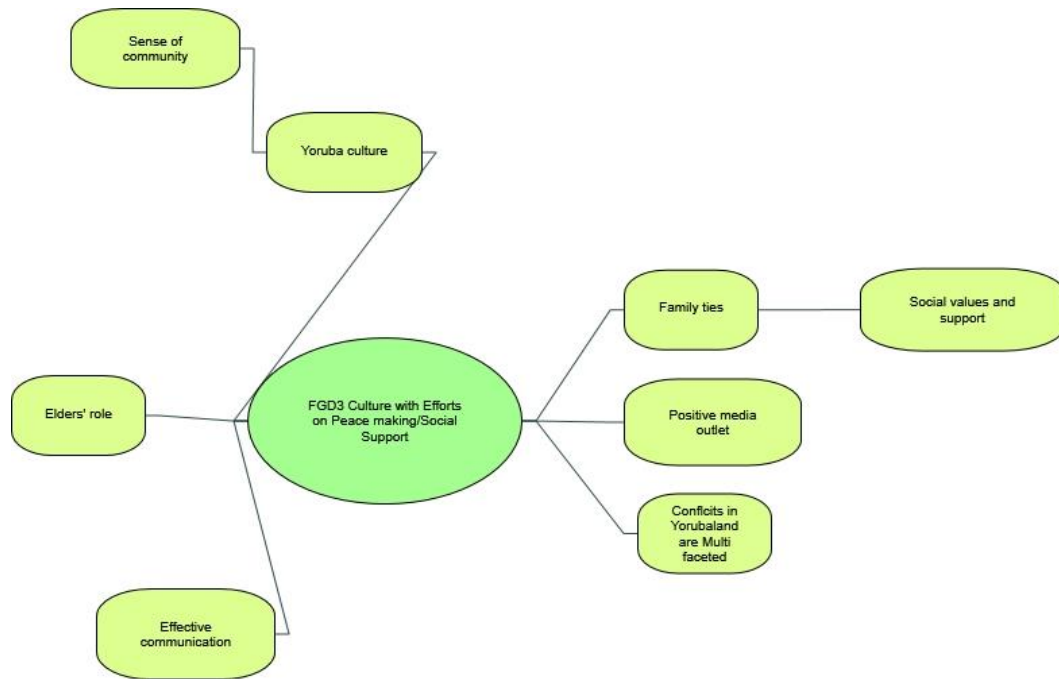 Sense of
community
Yoruba culture
Family ties
Social values and
support
Elders' role
FGD3 Culture with Efforts
on Peace making/Social
Support
Positive media
outlet
Conflcits in
Yorubaland
are Multi
faceted
Effective
communication